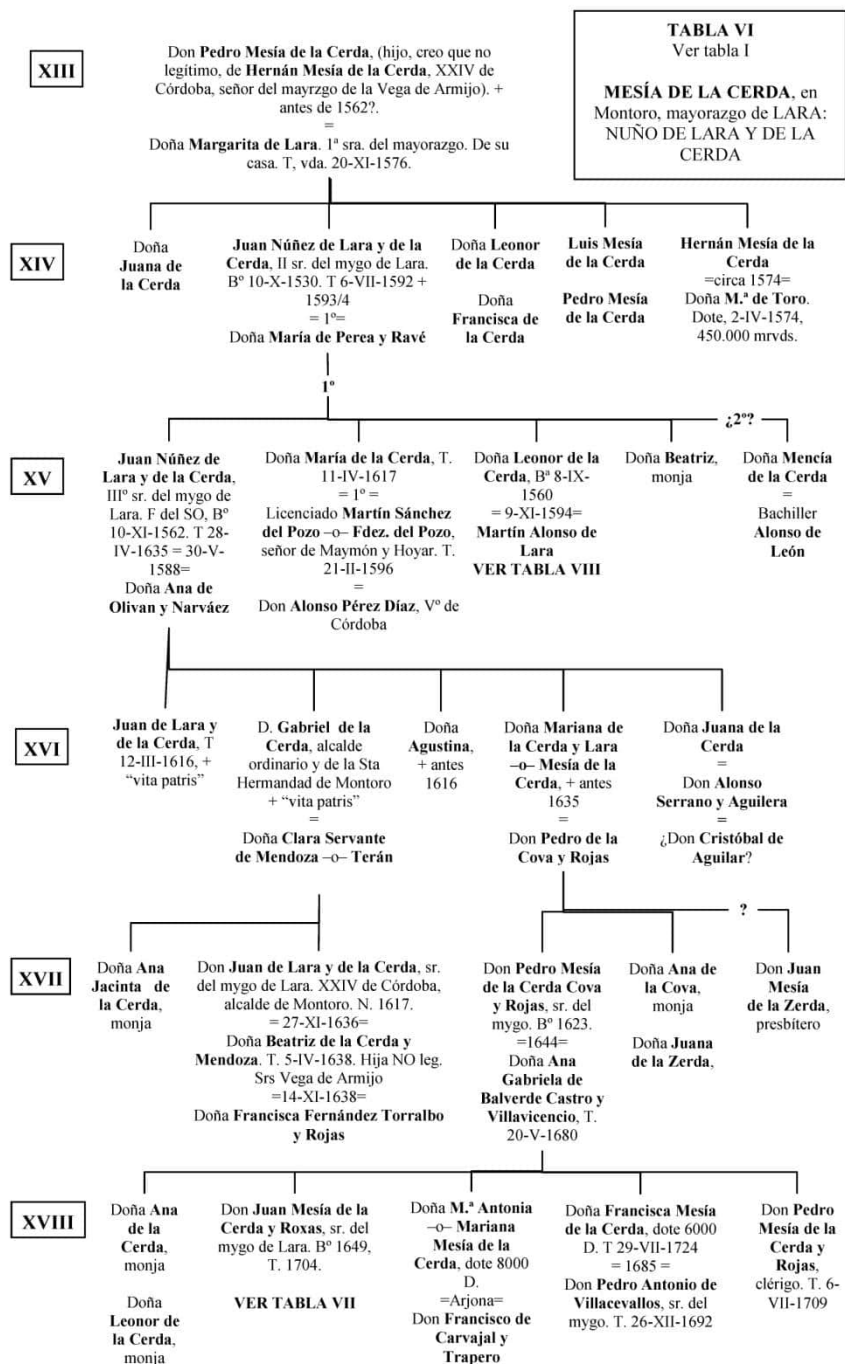 XIII
Don Pedro Mesía de la Cerda, (hijo, creo que no
legítimo, de Hernán Mesía de la Cerda, XXIV de
Córdoba, señor del mayrzgo de la Vega de Armijo). +
antes de 1562?.
=
Doña Margarita de Lara. 1ª sra. del mayorazgo. De su
casa. T, vda. 20-XI-1576.
TABLA VI
Ver tabla I
MESÍA DE LA CERDA, en
Montoro, mayorazgo de LARA:
NUÑO DE LARA Y DE LA
CERDA
XIV
Doña
Juana de
la Cerda
Juan Núñez de Lara y de la
Cerda, II sr. del mygo de Lara.
Bº 10-X-1530. T 6-VII-1592 +
1593/4
= 1º=
Doña María de Perea y Ravé
Doña Leonor
de la Cerda
Doña
Francisca de
la Cerda
Luis Mesía
de la Cerda
Pedro Mesía
de la Cerda
Hernán Mesía de la
Cerda
=circa 1574=
Doña M.ª de Toro.
Dote, 2-IV-1574,
450.000 mrvds.
1º
¿2º?
XV
Juan Núñez de
Lara y de la Cerda,
IIIº sr. del mygo de
Lara. F del SO, Bº
10-XI-1562. T 28-
IV-1635 = 30-V-
1588=
Doña Ana de
Olivan y Narváez
Doña María de la Cerda, T.
11-IV-1617
= 1º =
Licenciado Martín Sánchez
del Pozo –o– Fdez. del Pozo,
señor de Maymón y Hoyar. T.
21-II-1596
=
Don Alonso Pérez Díaz, Vº de
Córdoba
Doña Leonor de la
Cerda, Bª 8-IX-
1560
= 9-XI-1594=
Martín Alonso de
Lara
VER TABLA VIII
Doña Beatriz,
monja
Doña Mencía
de la Cerda
=
Bachiller
Alonso de
León
XVI
Juan de Lara y
de la Cerda, T
12-III-1616, +
“vita patris”
D. Gabriel de la
Cerda, alcalde
ordinario y de la Sta
Hermandad de Montoro
+ “vita patris”
=
Doña Clara Servante
de Mendoza –o– Terán
Doña
Agustina,
+ antes
1616
Doña Mariana de
la Cerda y Lara
–o– Mesía de la
Cerda, + antes
1635
=
Don Pedro de la
Cova y Rojas
Doña Juana de la
Cerda
=
Don Alonso
Serrano y Aguilera
=
¿Don Cristóbal de
Aguilar?
?
XVII
Doña Ana
Jacinta de
la Cerda,
monja
Don Juan de Lara y de la Cerda, sr.
del mygo de Lara. XXIV de Córdoba,
alcalde de Montoro. N. 1617.
= 27-XI-1636=
Doña Beatriz de la Cerda y
Mendoza. T. 5-IV-1638. Hija NO leg.
Srs Vega de Armijo
=14-XI-1638=
Doña Francisca Fernández Torralbo
y Rojas
Don Pedro Mesía
de la Cerda Cova
y Rojas, sr. del
mygo. Bº 1623.
=1644=
Doña Ana
Gabriela de
Balverde Castro y
Villavicencio, T.
20-V-1680
Doña Ana de
la Cova,
monja
Doña Juana
de la Zerda,
Don Juan
Mesía
de la Zerda,
presbítero
XVIII
Doña Ana
de la
Cerda,
monja
Doña
Leonor de
la Cerda,
monja
Don Juan Mesía de la
Cerda y Roxas, sr. del
mygo de Lara. Bº 1649,
T. 1704.
VER TABLA VII
Doña M.ª Antonia
–o– Mariana
Mesía de la
Cerda, dote 8000
D.
=Arjona=
Don Francisco de
Carvajal y
Trapero
Doña Francisca Mesía
de la Cerda, dote 6000
D. T 29-VII-1724
= 1685 =
Don Pedro Antonio de
Villacevallos, sr. del
mygo. T. 26-XII-1692
Don Pedro
Mesía de la
Cerda y
Rojas,
clérigo. T. 6-
VII-1709